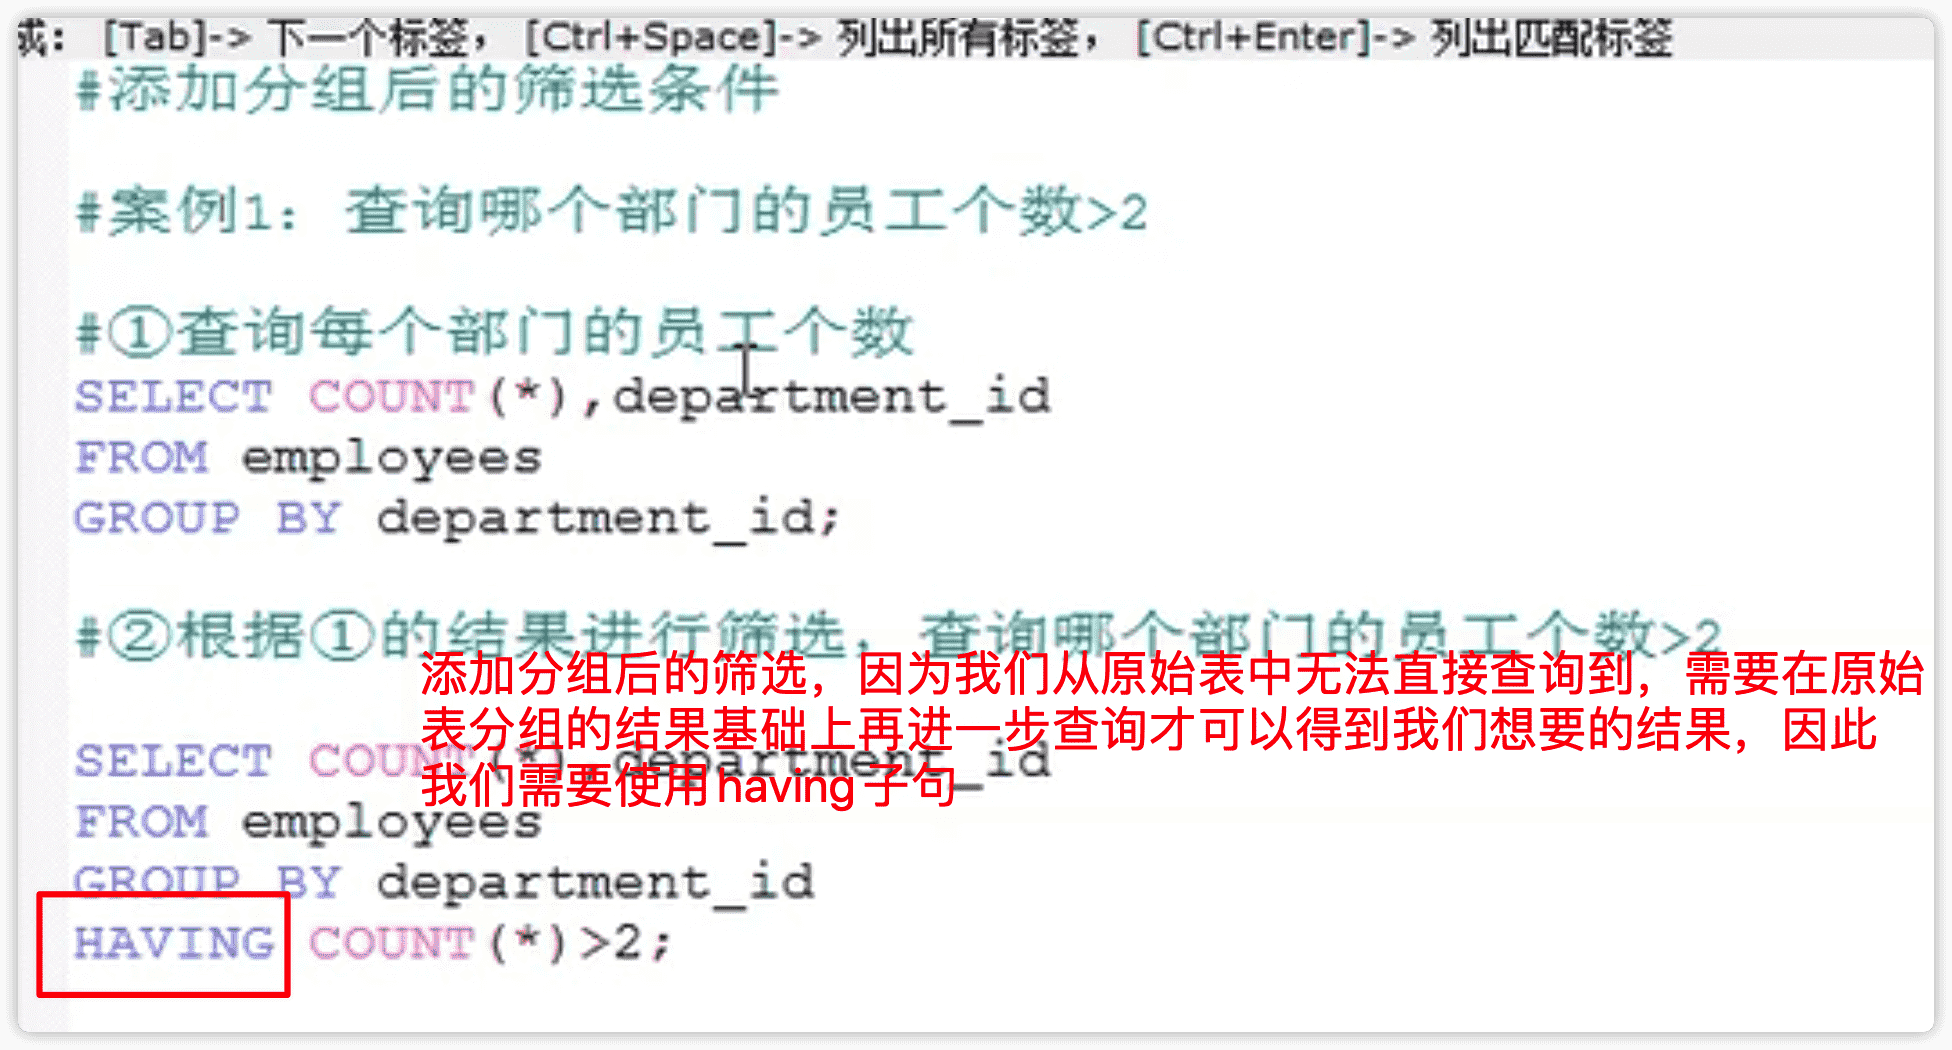 成： [Tab]-> 下一个标签， [Ctrl+Space]-> 列出所有标签， [Ctrl+Enter]-> 列出匹配标签
#添加分组后的筛选条件
#案例1：查询哪个部门的员工个数>2
#①查询每个部门的员工个数
SELECT COUNT(*),department_id
FROM employees
GROUP BY department_id;
#②根据①的结果进行筛选，查询哪个部门的员工个数>2
添加分组后的筛选，因为我们从原始表中无法直接查询到，需要在原始
表分组的结果基础上再进一步查询才可以得到我们想要的结果，因此
我们需要使用having子句
SELECT COUNT(*),department_id
FROM employees
GROUP BY department_id
HAVING COUNT(*)>2;